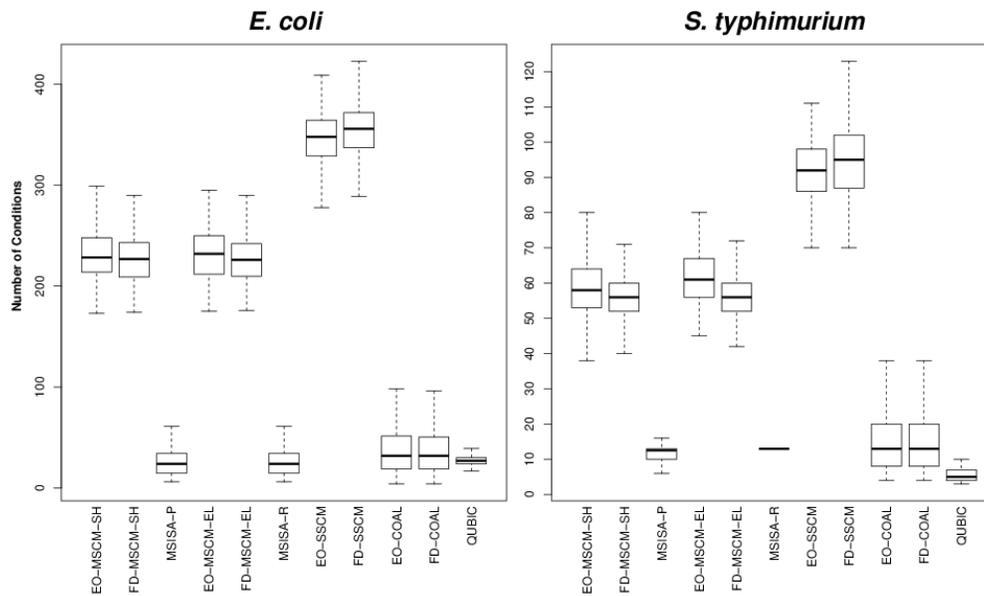 E. coli
S. typhimurium
Number of Conditions
400
300
200
100
0
120
110
100
90
80
70
60
50
40
30
20
10
0
EO−MSCM−SH
FD−MSCM−SH
MSISA−P
EO−MSCM−EL
FD−MSCM−EL
MSISA−R
EO−SSCM
FD−SSCM
EO−COAL
FD−COAL
QUBIC
EO−MSCM−SH
FD−MSCM−SH
MSISA−P
EO−MSCM−EL
FD−MSCM−EL
MSISA−R
EO−SSCM
FD−SSCM
EO−COAL
FD−COAL
QUBIC